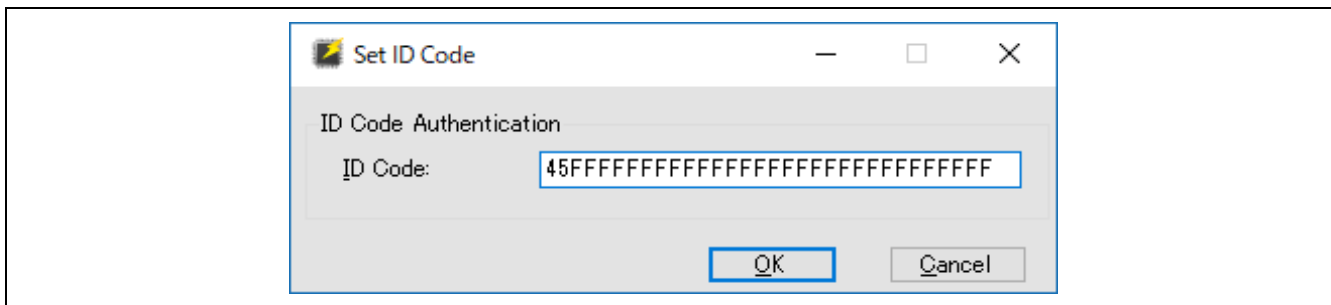 Set ID Code
ID Code Authentication
ID Code:
45FFFFFFFFFFFFFFFFFFFFFFFFFFFFFF
OK
Cancel